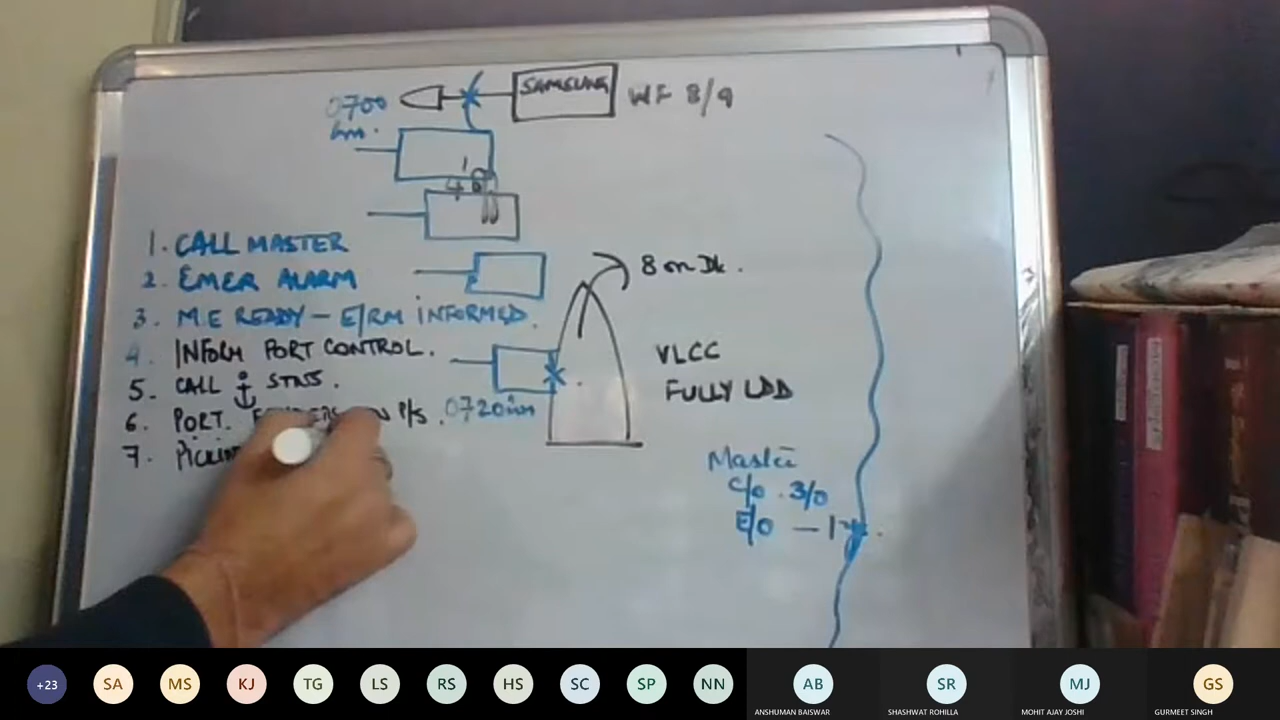 0700
SAMSUNG
WF 8/9
hrs.
1. CALL MASTER
2. EMER ALARM
8 on Dk.
3. M.E READY - E/RM INFORMED.
4. INFORM PORT CONTROL.
VLCC
5. CALL STNS.
FULLY LDD
6. PORT. P/S. 0720
7.
Master
C/O. 3/O
E/O
+23
SA
MS
KJ
TG
LS
RS
HS
SC
SP
NN
AB
SR
MJ
GS
ANSHUMAN BAISWAR
SHASHWAT ROHILLA
MOHIT AJAY JOSHI
GURMEET SINGH